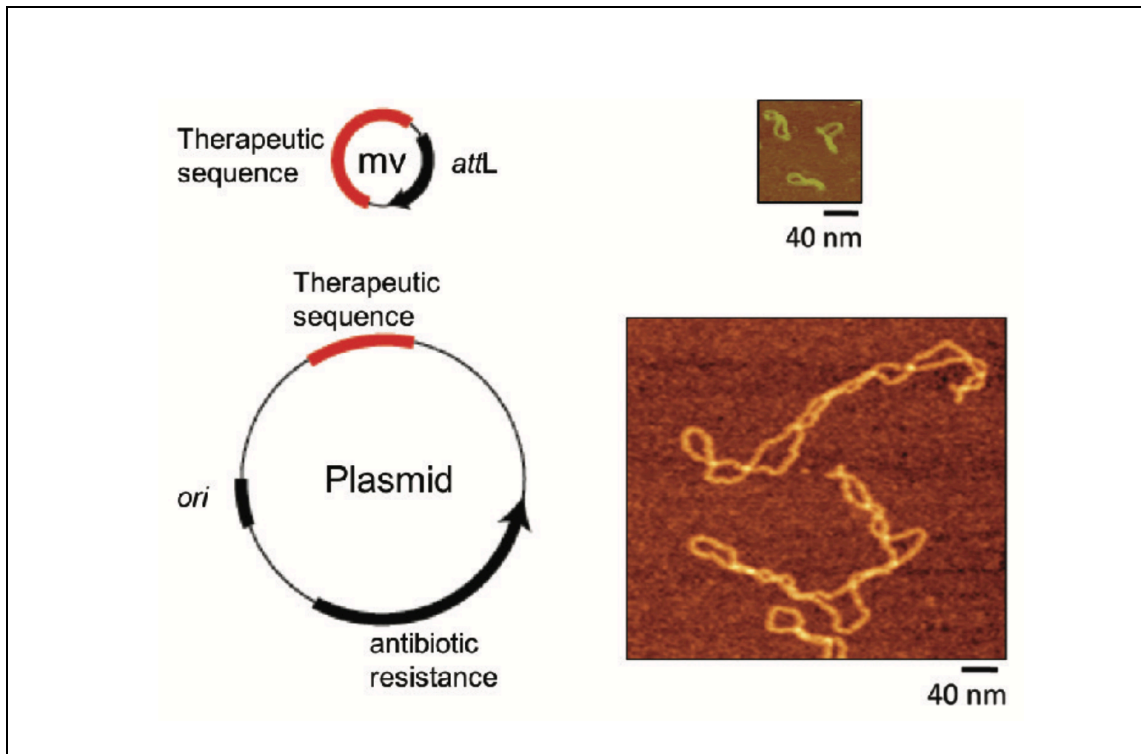 Therapeutic
sequence
mv
attL
40 nm
Therapeutic
sequence
ori
Plasmid
antibiotic
resistance
40 nm